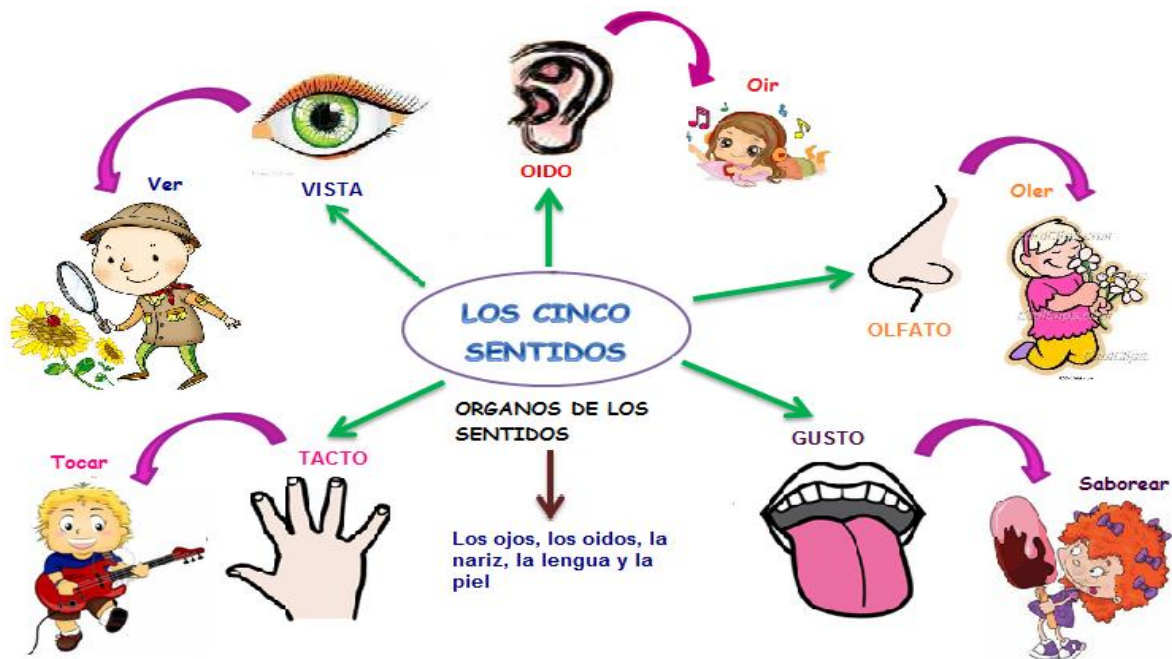 Oir
Ver
VISTA
OIDO
Oler
OLFATO
LOS CINCO
SENTIDOS
ORGANOS DE LOS
SENTIDOS
GUSTO
Tocar
TACTO
Saborear
Los ojos, los oidos, la
nariz, la lengua y la
piel